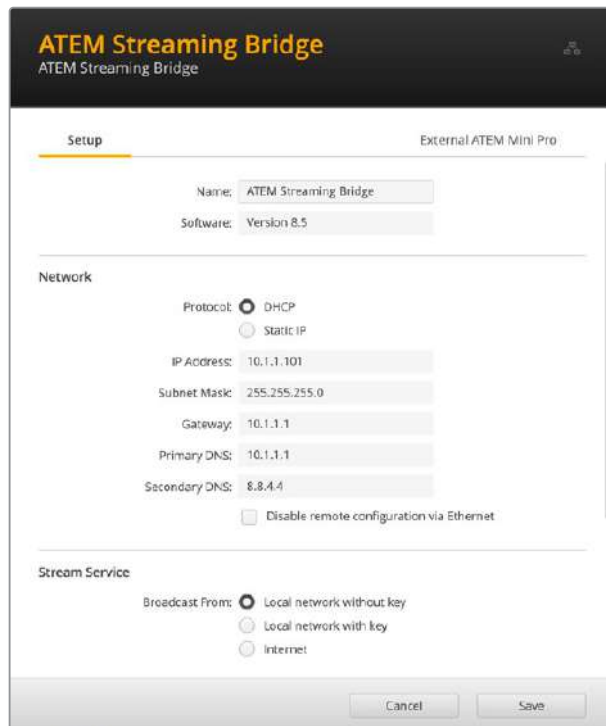 ATEM Streaming Bridge
ATEM Streaming Bridge
Setup External ATEM Mini Pro
Name: ATEM Streaming Bridge
Software: Version 8.5
Network
Protocol: DHCP
Static IP
IP Address: 10.1.1.101
Subnet Mask: 255.255.255.0
Gateway: 10.1.1.1
Primary DNS: 10.1.1.1
Secondary DNS: 8.8.4.4
Disable remote configuration via Ethernet
Stream Service
Broadcast From: Local network without key
Local network with key
Internet
Cancel Save